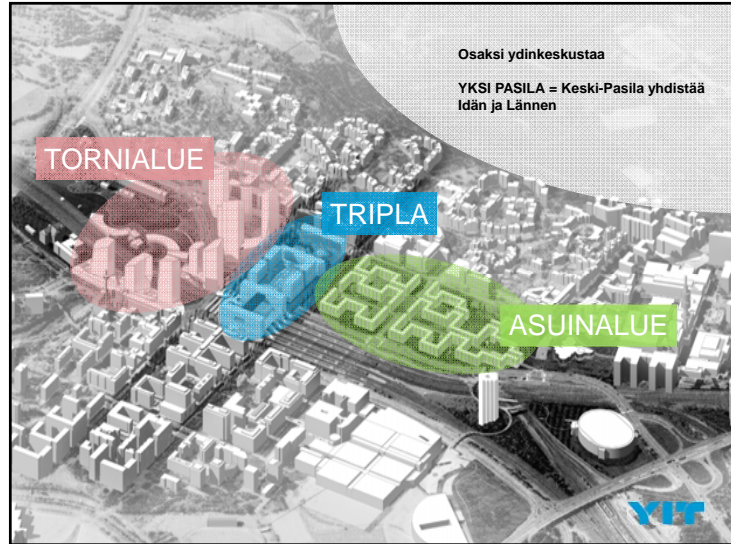 Osaksi ydinkeskustaa
YKSI PASILA = Keski-Pasila yhdistää
Idän ja Lännen
TORNIALUE
TRIPLA
ASUINALUE
YIT